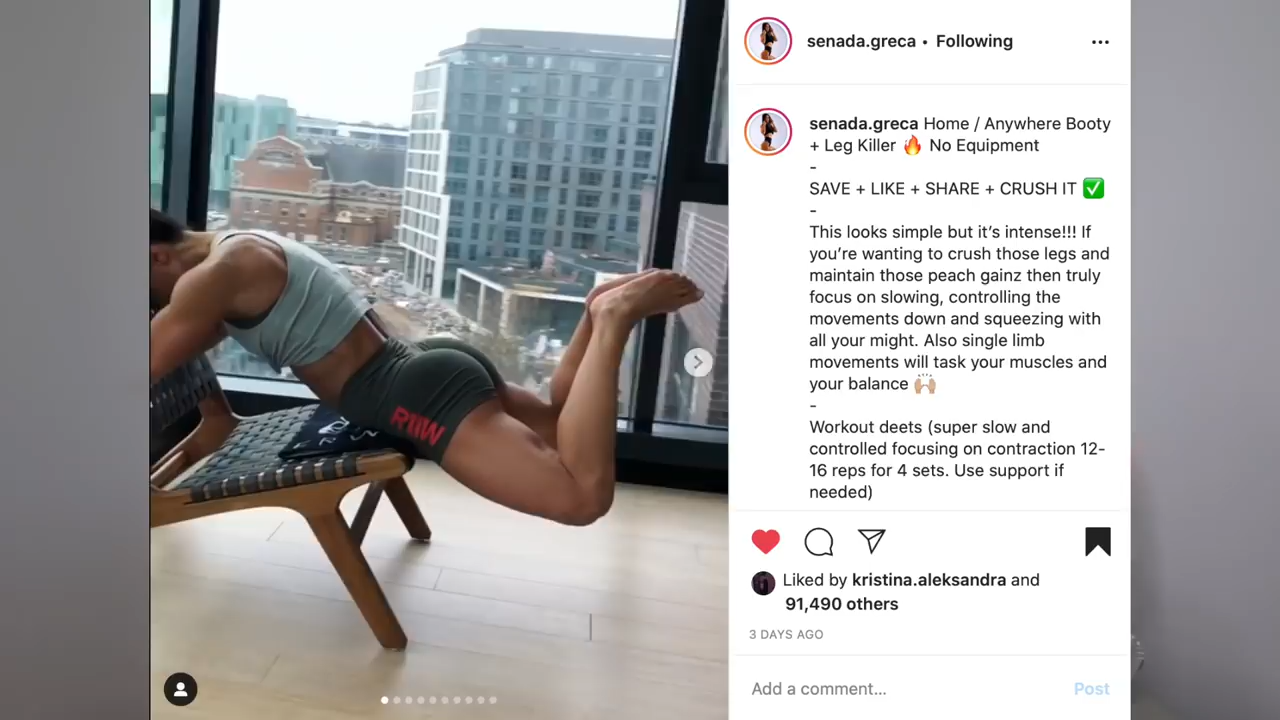 senada.greca • Following
senada.greca Home / Anywhere Booty
+ Leg Killer 🔥 No Equipment
-
SAVE + LIKE + SHARE + CRUSH IT ✅
-
This looks simple but it’s intense!!! If
you’re wanting to crush those legs and
maintain those peach gainz then truly
focus on slowing, controlling the
movements down and squeezing with
all your might. Also single limb
movements will task your muscles and
your balance 🙌🏼
-
Workout deets (super slow and
controlled focusing on contraction 12-
16 reps for 4 sets. Use support if
needed)
Liked by kristina.aleksandra and
91,490 others
3 DAYS AGO
Add a comment... Post